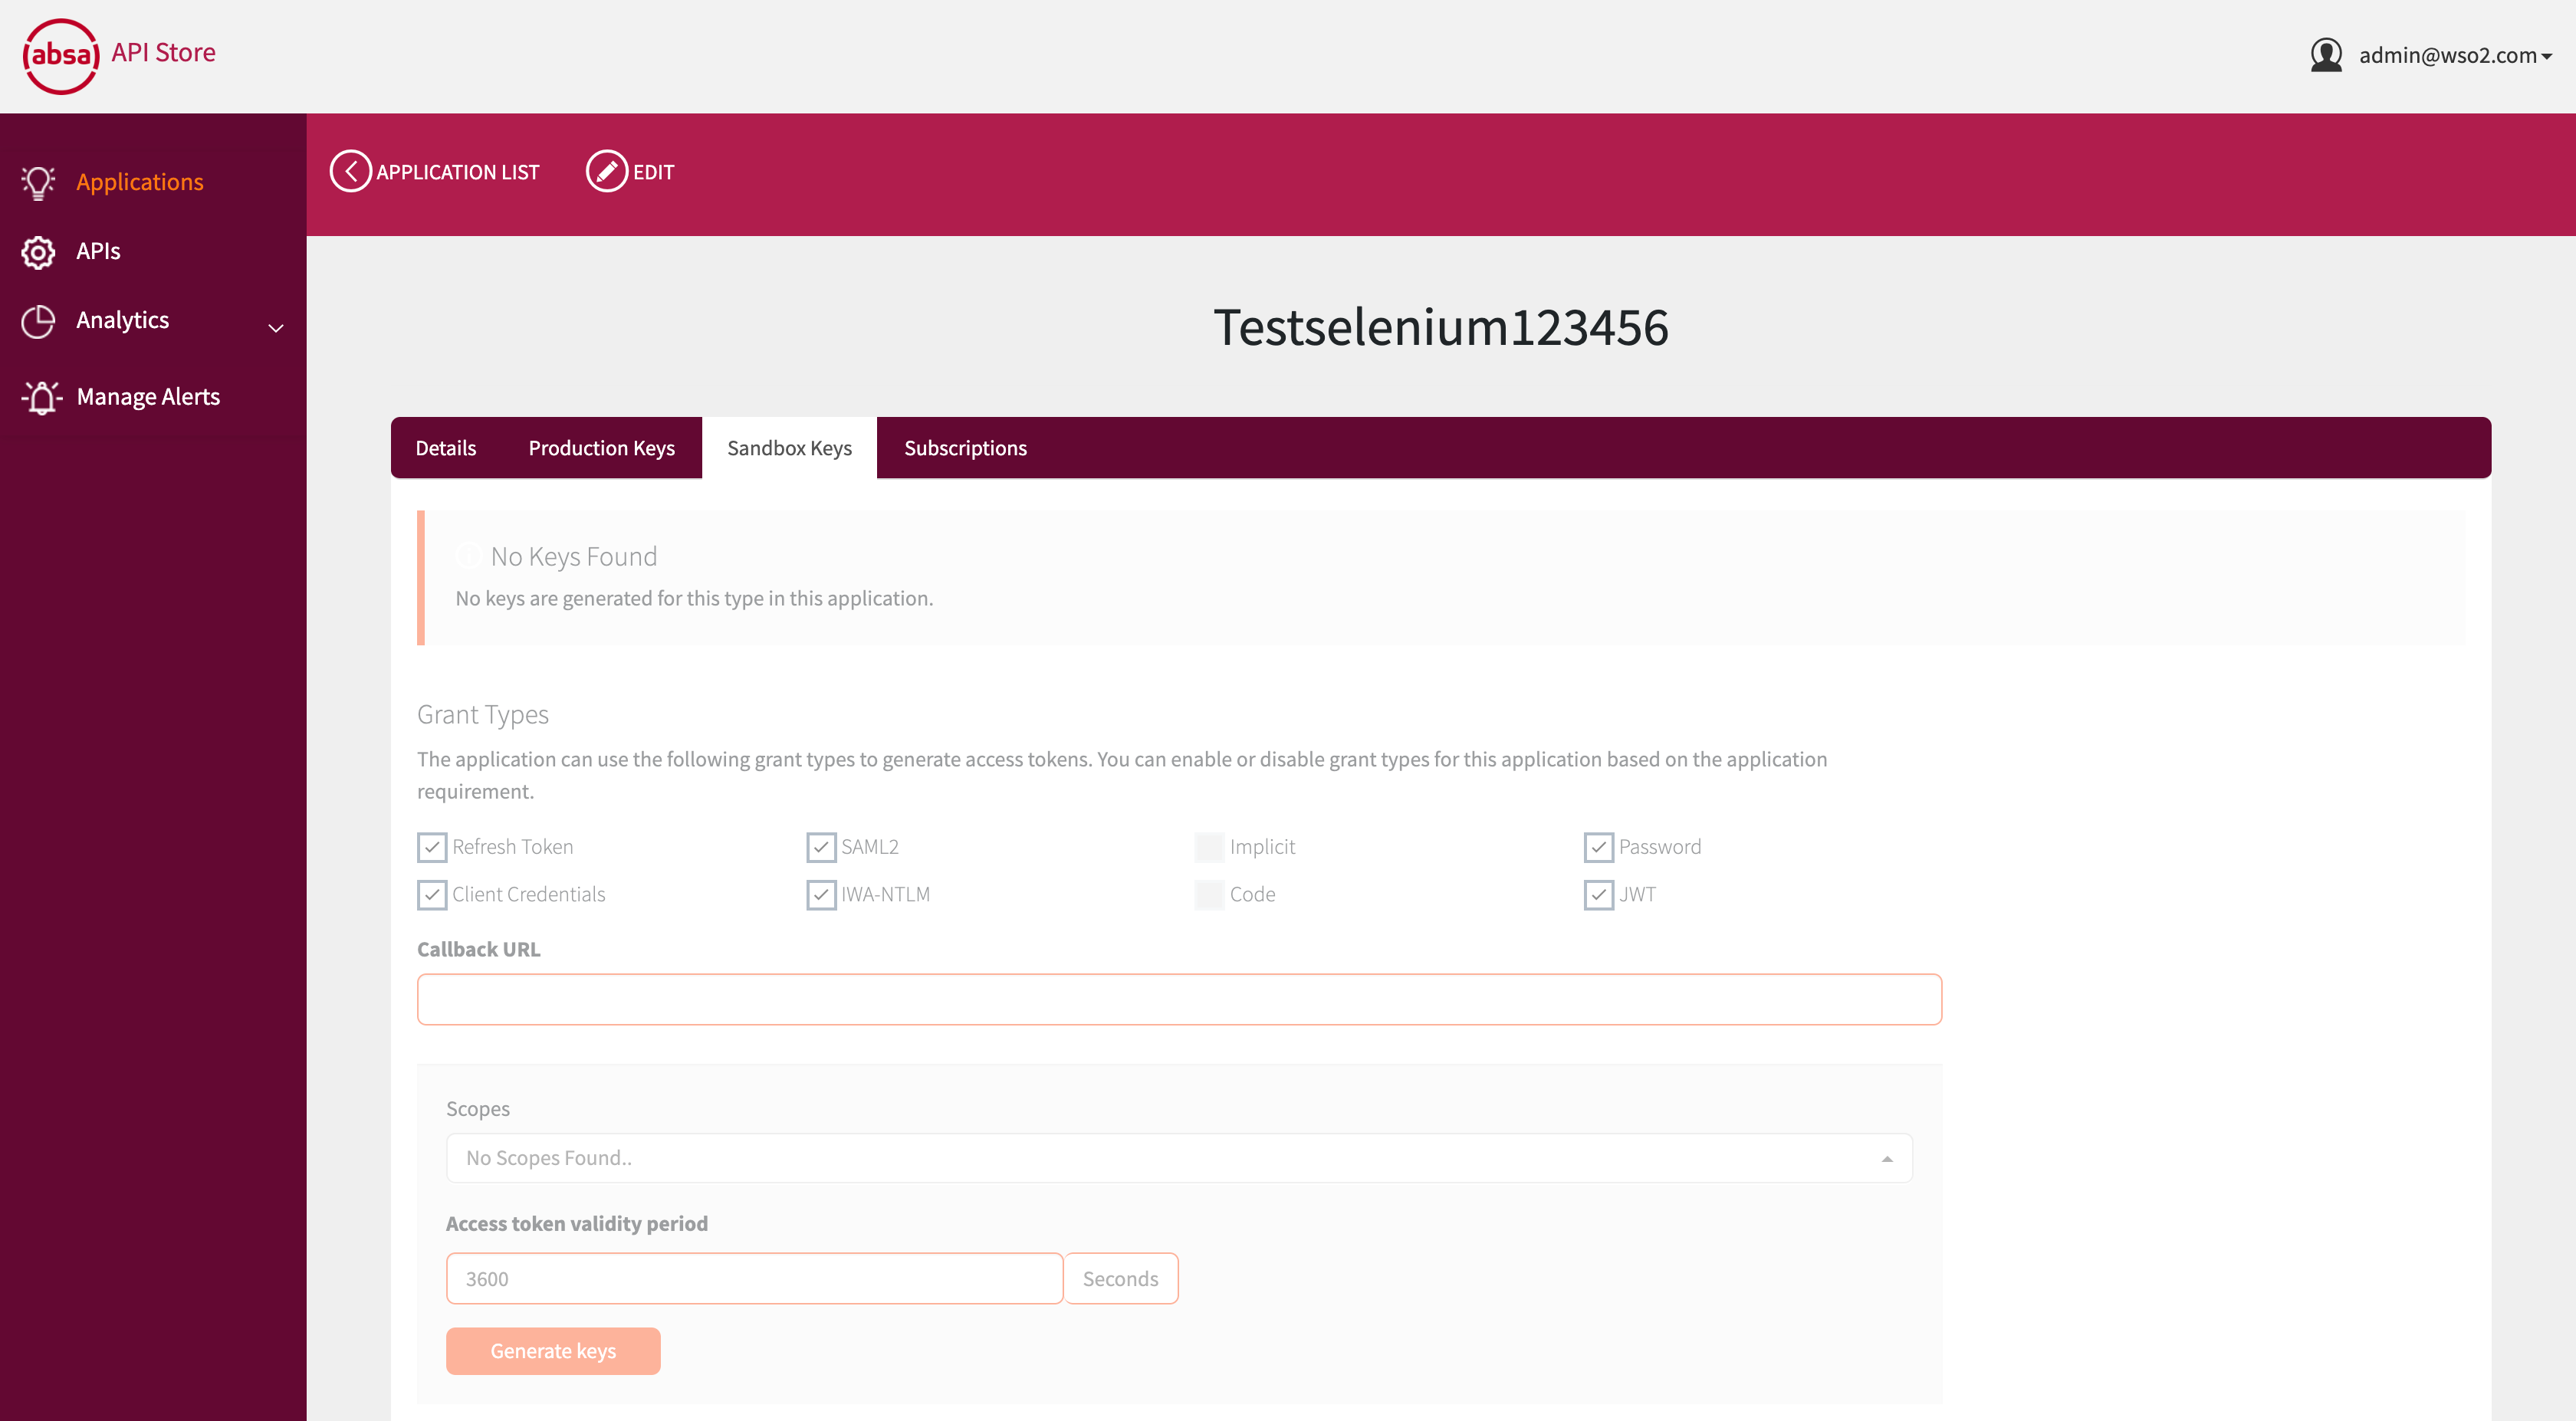 absa API Store
admin@wso2.com
APPLICATION LIST
EDIT
Applications
APIs
Analytics
Manage Alerts
Testselenium123456
Details
Production Keys
Sandbox Keys
Subscriptions
No Keys Found
No keys are generated for this type in this application.
Grant Types
The application can use the following grant types to generate access tokens. You can enable or disable grant types for this application based on the application
requirement.
Refresh Token
SAML2
Implicit
Password
Client Credentials
IWA-NTLM
Code
JWT
Callback URL
Scopes
No Scopes Found..
Access token validity period
3600
Seconds
Generate keys